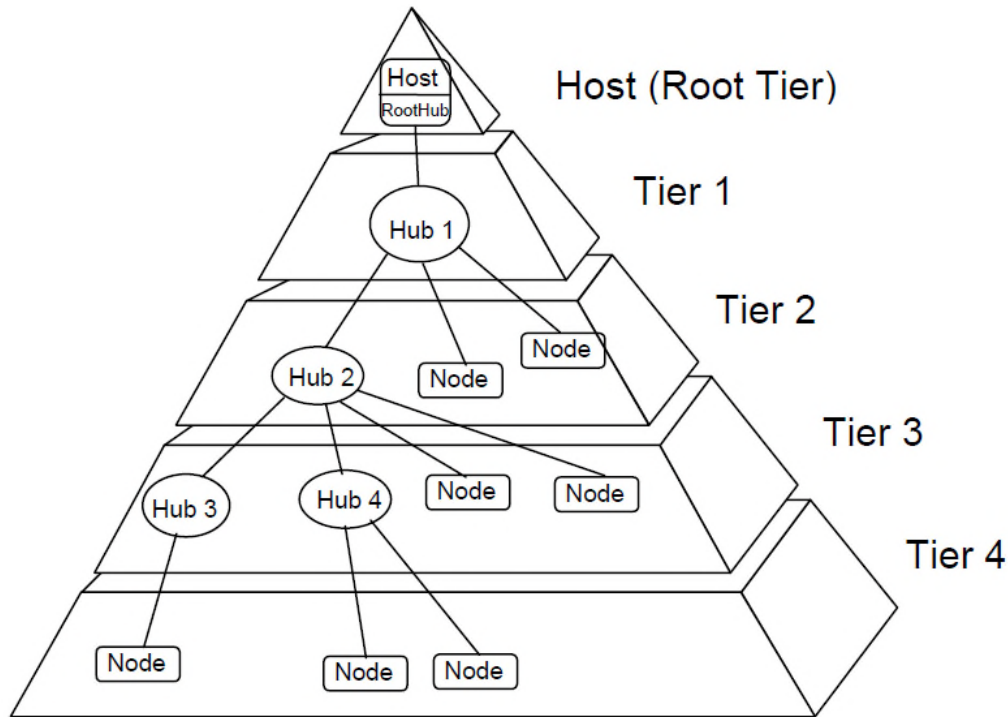 Host
RootHub
Host (Root Tier)
Tier 1
Hub 1
Tier 2
Node
Hub 2
Node
Tier 3
Hub 3
Hub 4
Node
Node
Tier 4
Node
Node
Node